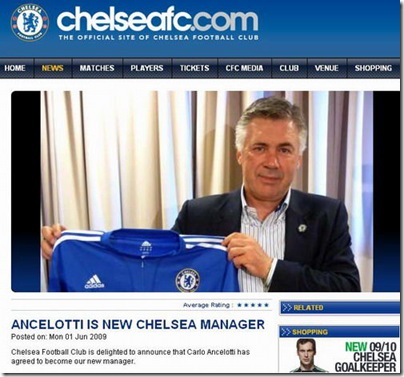 CHELSEA
chelseafc.com
THE OFFICIAL SITE OF CHELSEA FOOTBALL CLUB
HOME NEWS MATCHES PLAYERS TICKETS CFC MEDIA CLUB VENUE SHOPPING
adidas
Average Rating : ★★★★★
ANCELOTTI IS NEW CHELSEA MANAGER
Posted on: Mon 01 Jun 2009
Chelsea Football Club is delighted to announce that Carlo Ancelotti has
agreed to become our new manager.
RELATED
SHOPPING
NEW 09/10
CHELSEA
GOALKEEPER